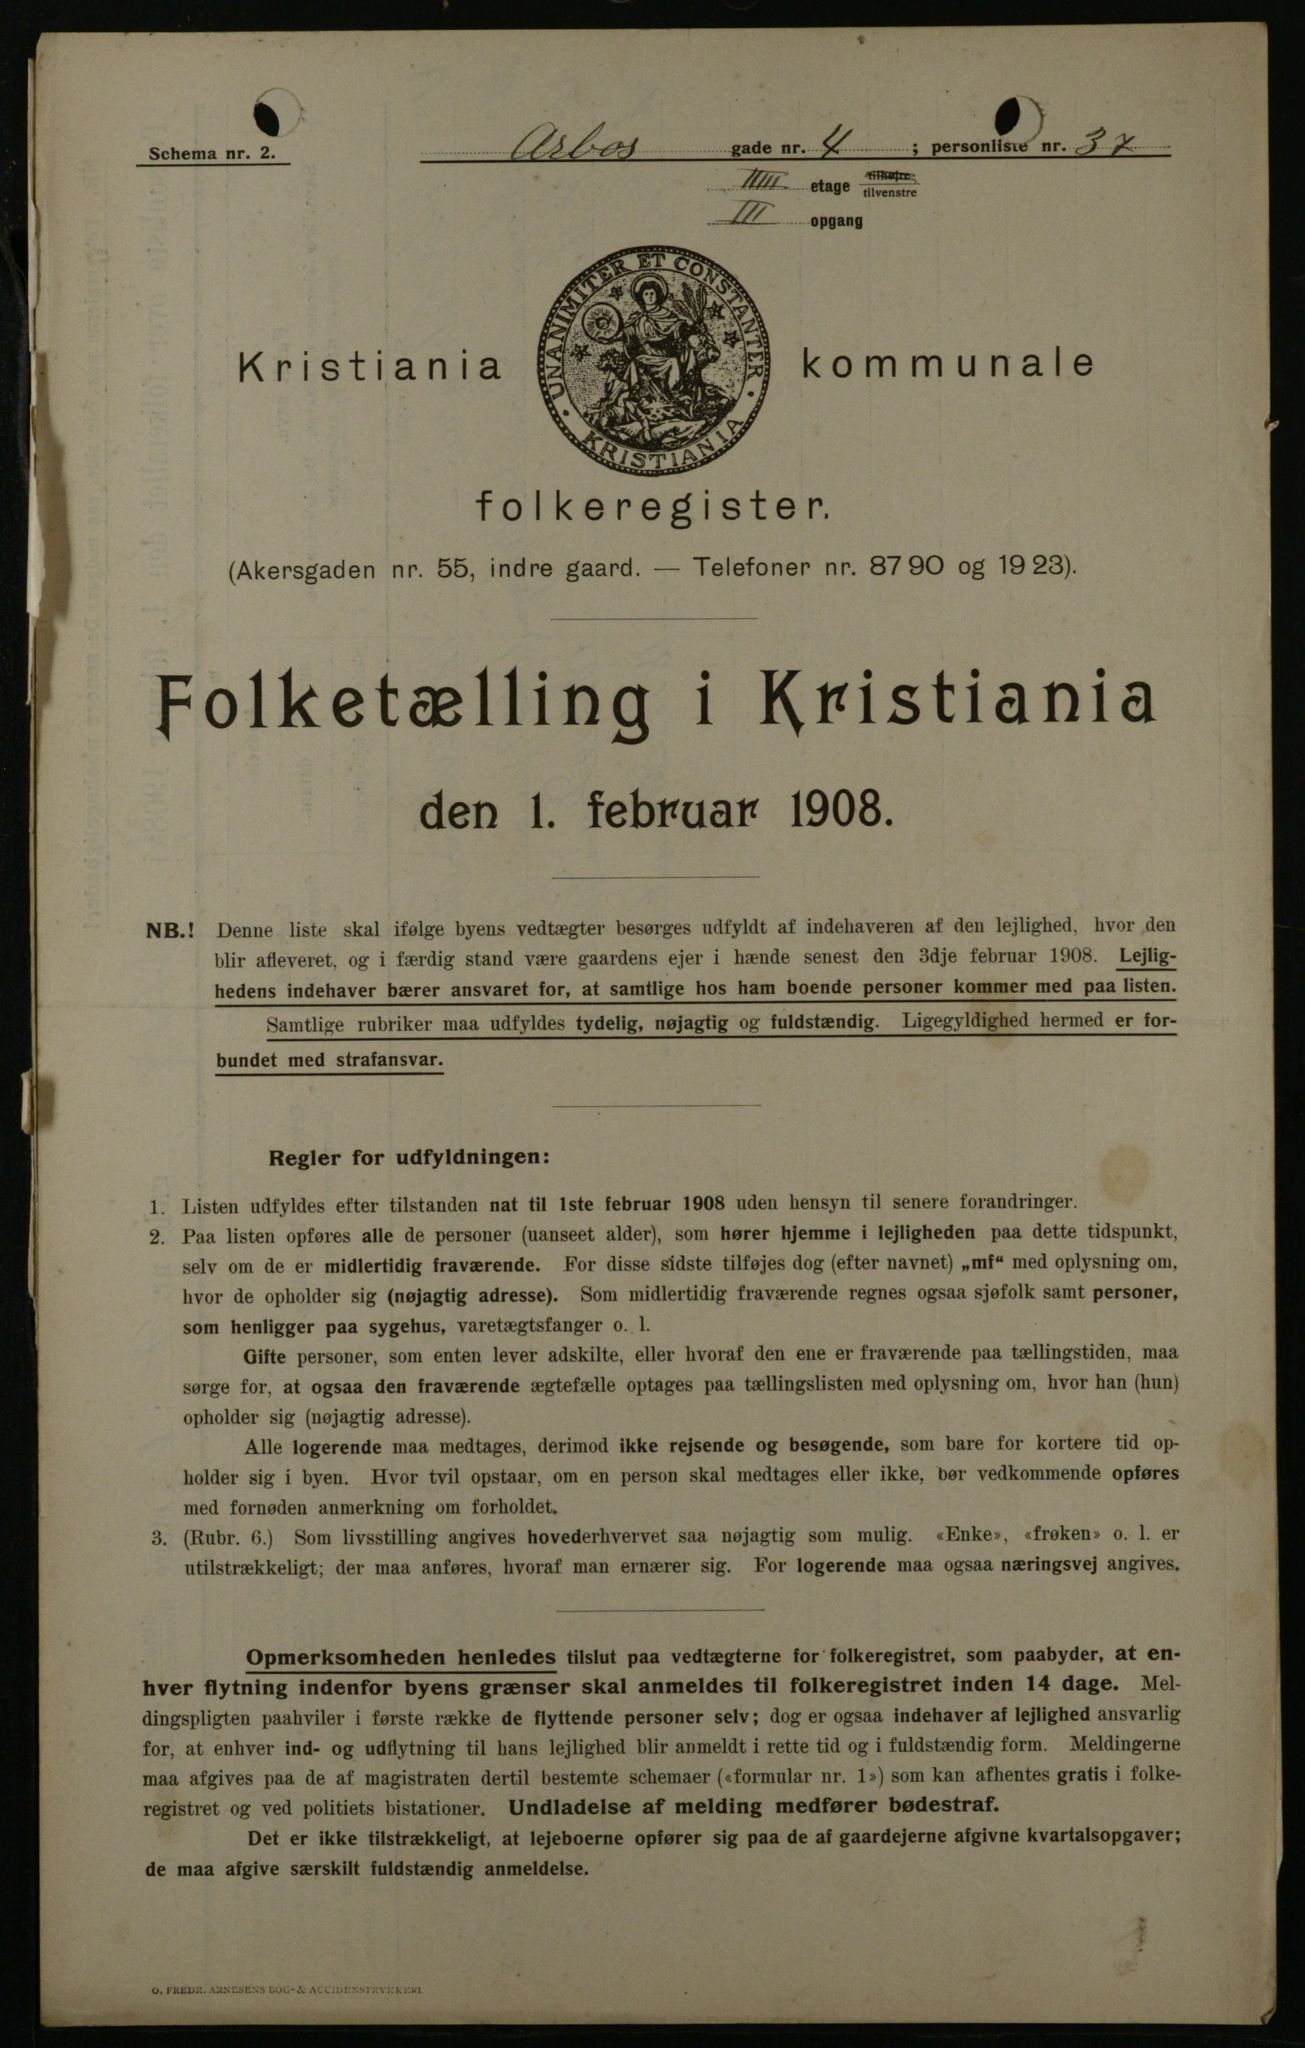 Schema nr. 2.
Arbos gade nr. 4 ; personliste nr. 37
IIII etage tilhøjre tilvenstre
III opgang
UNANIMITER ET CONSTANTER
KRISTIANIA
Kristiania kommunale
folkeregister.
(Akersgaden nr. 55, indre gaard. — Telefoner nr. 87 90 og 19 23).
Folketælling i Kristiania
den 1. februar 1908.
NB.! Denne liste skal ifølge byens vedtægter besørges udfyldt af indehaveren af den lejlighed, hvor den
blir afleveret, og i færdig stand være gaardens ejer i hænde senest den 3dje februar 1908. Lejlig-
hedens indehaver bærer ansvaret for, at samtlige hos ham boende personer kommer med paa listen.
Samtlige rubriker maa udfyldes tydelig, nøjagtig og fuldstændig. Ligegyldighed hermed er for-
bundet med strafansvar.
Regler for udfyldningen:
1. Listen udfyldes efter tilstanden nat til 1ste februar 1908 uden hensyn til senere forandringer.
2. Paa listen opføres alle de personer (uanseet alder), som hører hjemme i lejligheden paa dette tidspunkt,
selv om de er midlertidig fraværende. For disse sidste tilføjes dog (efter navnet) „mf“ med oplysning om,
hvor de opholder sig (nøjagtig adresse). Som midlertidig fraværende regnes ogsaa sjøfolk samt personer,
som henligger paa sygehus, varetægtsfanger o. l.
Gifte personer, som enten lever adskilte, eller hvoraf den ene er fraværende paa tællingstiden, maa
sørge for, at ogsaa den fraværende ægtefælle optages paa tællingslisten med oplysning om, hvor han (hun)
opholder sig (nøjagtig adresse).
Alle logerende maa medtages, derimod ikke rejsende og besøgende, som bare for kortere tid op-
holder sig i byen. Hvor tvil opstaar, om en person skal medtages eller ikke, bør vedkommende opføres
med fornøden anmerkning om forholdet.
3. (Rubr. 6.) Som livsstilling angives hovederhvervet saa nøjagtig som mulig. «Enke», «frøken» o. l. er
utilstrækkeligt; der maa anføres, hvoraf man ernærer sig. For logerende maa ogsaa næringsvej angives.
Opmerksomheden henledes tilslut paa vedtægterne for folkeregistret, som paabyder, at en-
hver flytning indenfor byens grænser skal anmeldes til folkeregistret inden 14 dage. Mel-
dingspligten paahviler i første række de flyttende personer selv; dog er ogsaa indehaver af lejlighed ansvarlig
for, at enhver ind- og udflytning til hans lejlighed blir anmeldt i rette tid og i fuldstændig form. Meldingerne
maa afgives paa de af magistraten dertil bestemte schemaer («formular nr. 1») som kan afhentes gratis i folke-
registret og ved politiets bistationer. Undladelse af melding medfører bødestraf.
Det er ikke tilstrækkeligt, at lejeboerne opfører sig paa de af gaardejerne afgivne kvartalsopgaver;
de maa afgive særskilt fuldstændig anmeldelse.
O. FREDR. ARNESENS BOG- & ACCIDENSTRYKKERI